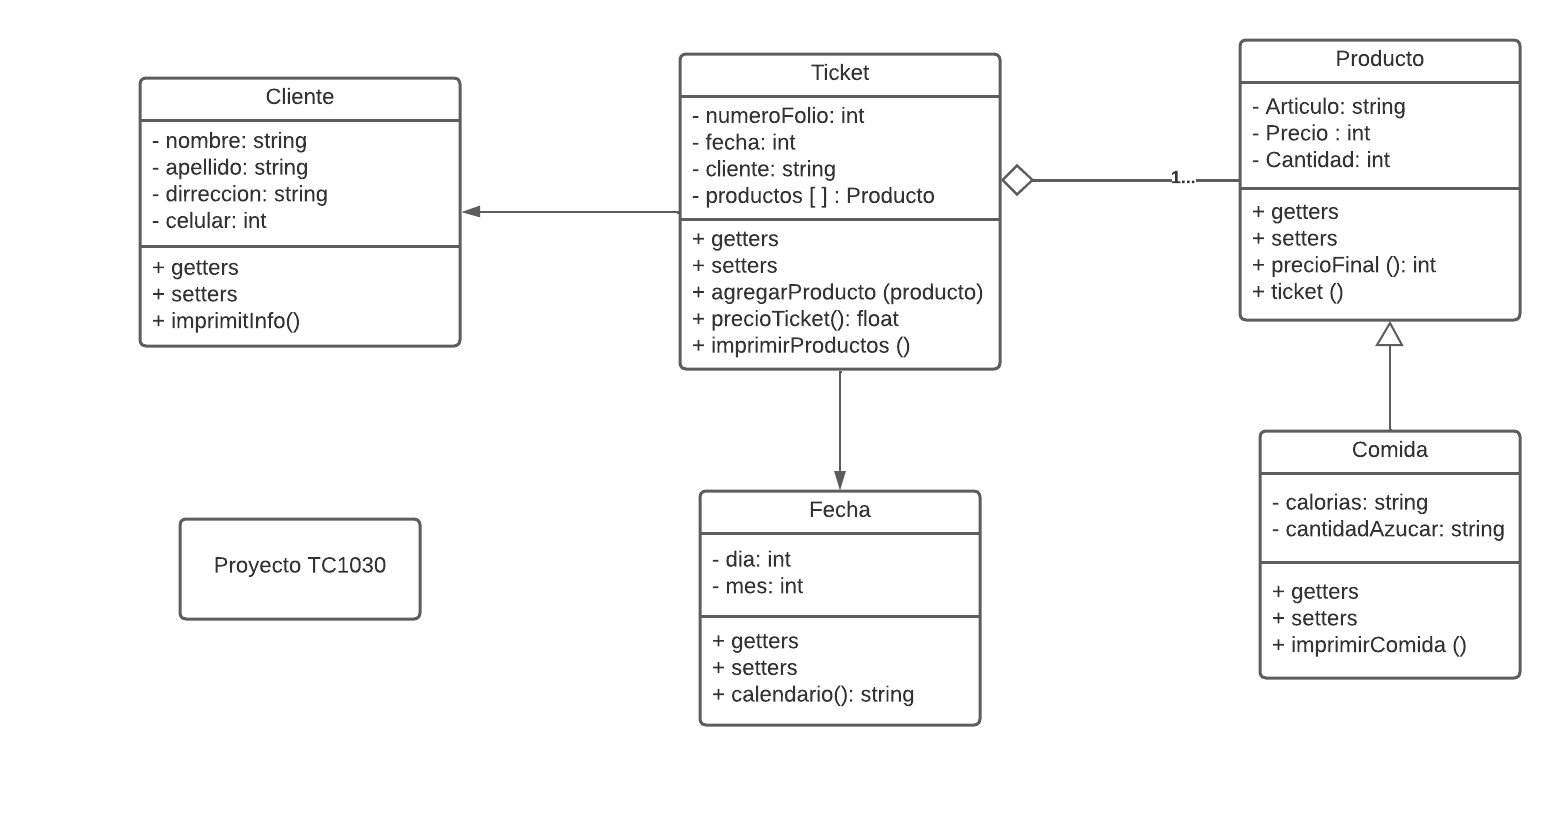 Cliente
- nombre: string
- apellido: string
- dirreccion: string
- celular: int
+ getters
+ setters
+ imprimitInfo()
Ticket
- numeroFolio: int
- fecha: int
- cliente: string
- productos [ ] : Producto
+ getters
+ setters
+ agregarProducto (producto)
+ precioTicket(): float
+ imprimirProductos ()
1...
Producto
- Articulo: string
- Precio : int
- Cantidad: int
+ getters
+ setters
+ precioFinal (): int
+ ticket ()
Proyecto TC1030
Fecha
- dia: int
- mes: int
+ getters
+ setters
+ calendario(): string
Comida
- calorias: string
- cantidadAzucar: string
+ getters
+ setters
+ imprimirComida ()